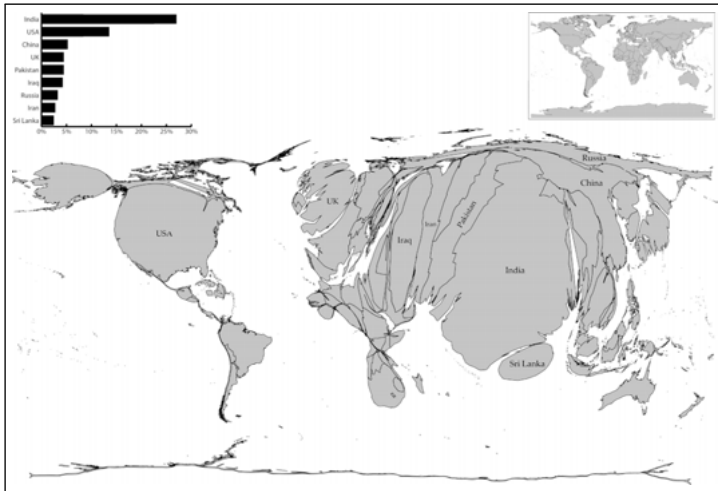 India
USA
China
UK
Pakistan
Iraq
Russia
Iran
Sri Lanka
0% 5% 10% 15% 20% 25% 30%
Russia
China
UK
USA
Iraq
Iran
Pakistan
India
Sri Lanka